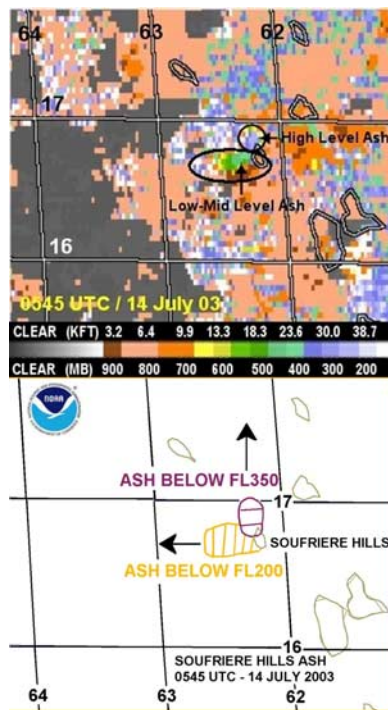 64 63 62
17
High Level Ash
Low-Mid Level Ash
16
0545 UTC / 14 July 03
CLEAR (KFT) 3.2 6.4 9.9 13.3 18.3 23.6 30.0 38.7
CLEAR (MB) 900 800 700 600 500 400 300 200
NOAA
ASH BELOW FL350
17
SOUFRIERE HILLS
ASH BELOW FL200
16
SOUFRIERE HILLS ASH
0545 UTC - 14 JULY 2003
64 63 62